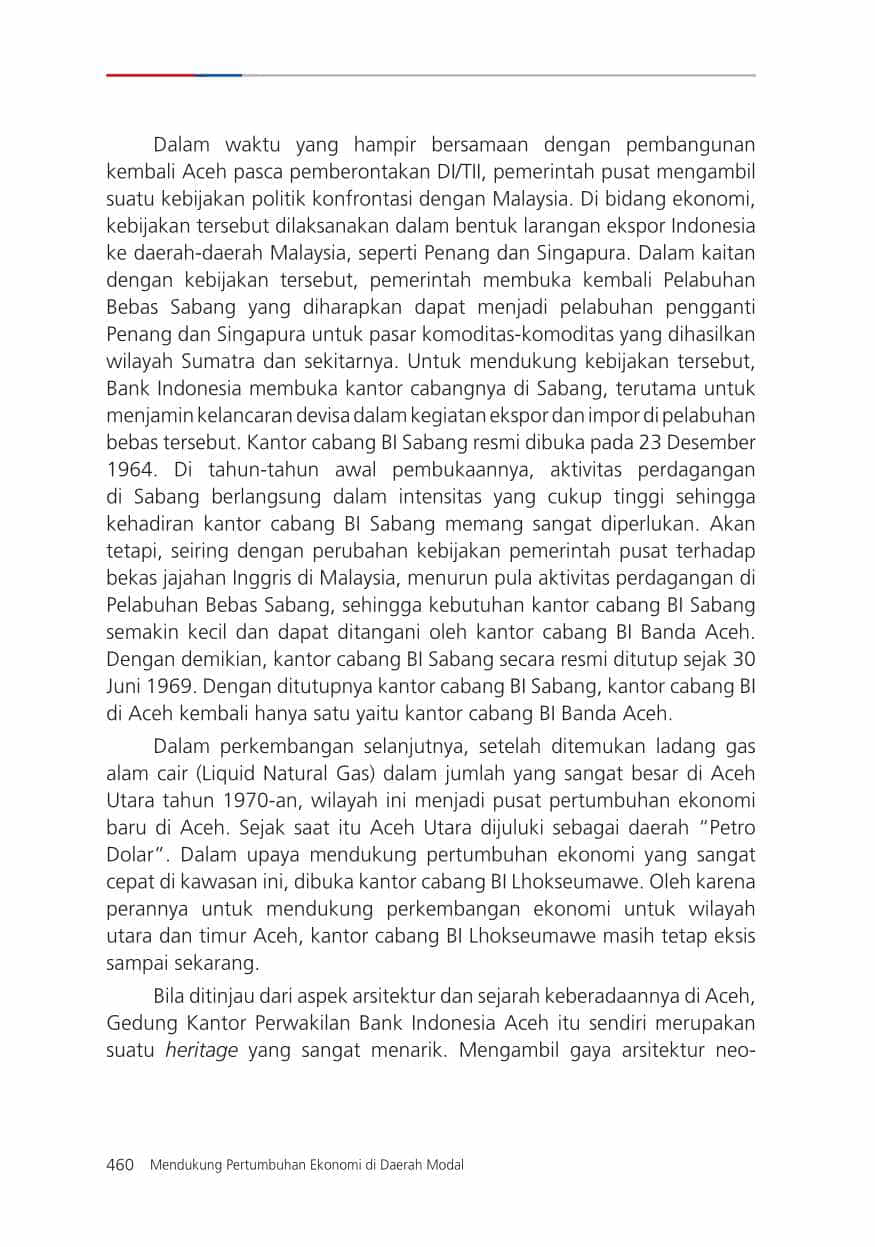 Dalam waktu yang hampir bersamaan dengan pembangunan
kembali Aceh pasca pemberontakan DI/TII, pemerintah pusat mengambil
suatu kebijakan politik konfrontasi dengan Malaysia. Di bidang ekonomi,
kebijakan tersebut dilaksanakan dalam bentuk larangan ekspor Indonesia
ke daerah-daerah Malaysia, seperti Penang dan Singapura. Dalam kaitan
dengan kebijakan tersebut, pemerintah membuka kembali Pelabuhan
Bebas Sabang yang diharapkan dapat menjadi pelabuhan pengganti
Penang dan Singapura untuk pasar komoditas-komoditas yang dihasilkan
wilayah Sumatra dan sekitarnya. Untuk mendukung kebijakan tersebut,
Bank Indonesia membuka kantor cabangnya di Sabang, terutama untuk
menjamin kelancaran devisa dalam kegiatan ekspor dan impor di pelabuhan
bebas tersebut. Kantor cabang BI Sabang resmi dibuka pada 23 Desember
1964. Di tahun-tahun awal pembukaannya, aktivitas perdagangan
di Sabang berlangsung dalam intensitas yang cukup tinggi sehingga
kehadiran kantor cabang BI Sabang memang sangat diperlukan. Akan
tetapi, seiring dengan perubahan kebijakan pemerintah pusat terhadap
bekas jajahan Inggris di Malaysia, menurun pula aktivitas perdagangan di
Pelabuhan Bebas Sabang, sehingga kebutuhan kantor cabang BI Sabang
semakin kecil dan dapat ditangani oleh kantor cabang BI Banda Aceh.
Dengan demikian, kantor cabang BI Sabang secara resmi ditutup sejak 30
Juni 1969. Dengan ditutupnya kantor cabang BI Sabang, kantor cabang BI
di Aceh kembali hanya satu yaitu kantor cabang BI Banda Aceh.
Dalam perkembangan selanjutnya, setelah ditemukan ladang gas
alam cair (Liquid Natural Gas) dalam jumlah yang sangat besar di Aceh
Utara tahun 1970-an, wilayah ini menjadi pusat pertumbuhan ekonomi
baru di Aceh. Sejak saat itu Aceh Utara dijuluki sebagai daerah “Petro
Dolar”. Dalam upaya mendukung pertumbuhan ekonomi yang sangat
cepat di kawasan ini, dibuka kantor cabang BI Lhokseumawe. Oleh karena
perannya untuk mendukung perkembangan ekonomi untuk wilayah
utara dan timur Aceh, kantor cabang BI Lhokseumawe masih tetap eksis
sampai sekarang.
Bila ditinjau dari aspek arsitektur dan sejarah keberadaannya di Aceh,
Gedung Kantor Perwakilan Bank Indonesia Aceh itu sendiri merupakan
suatu heritage yang sangat menarik. Mengambil gaya arsitektur neo-
460 Mendukung Pertumbuhan Ekonomi di Daerah Modal